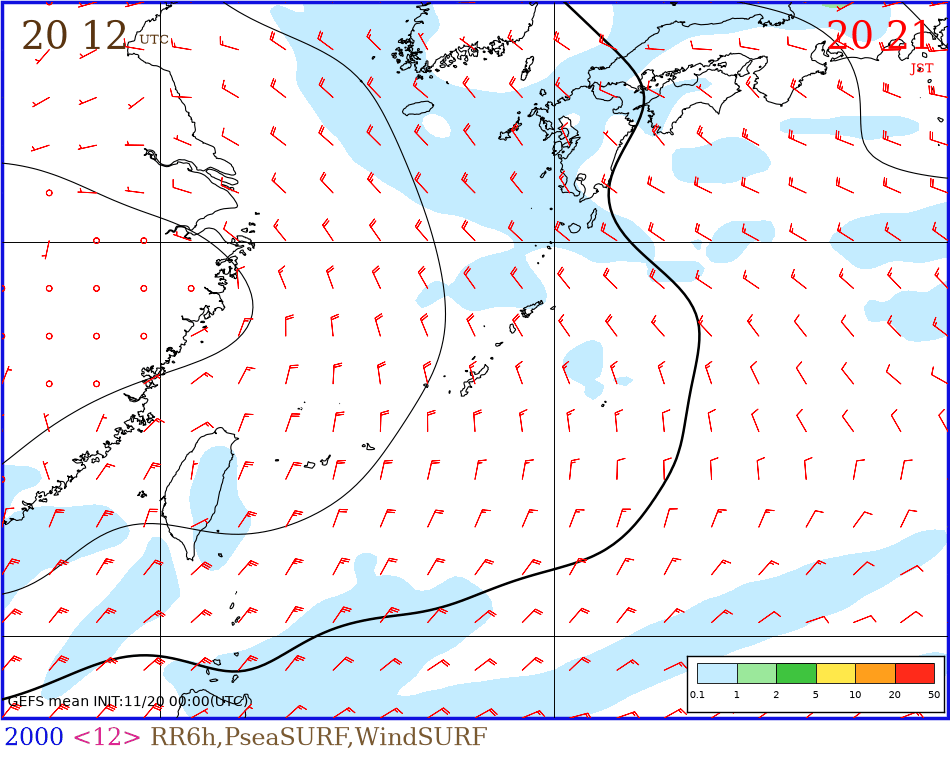 20 12 UTC
20 21
JST
GEFS mean INIT:11/20 00:00(UTC)
0.1 1 2 5 10 20 50
2000 <12> RR6h,PseaSURF,WindSURF